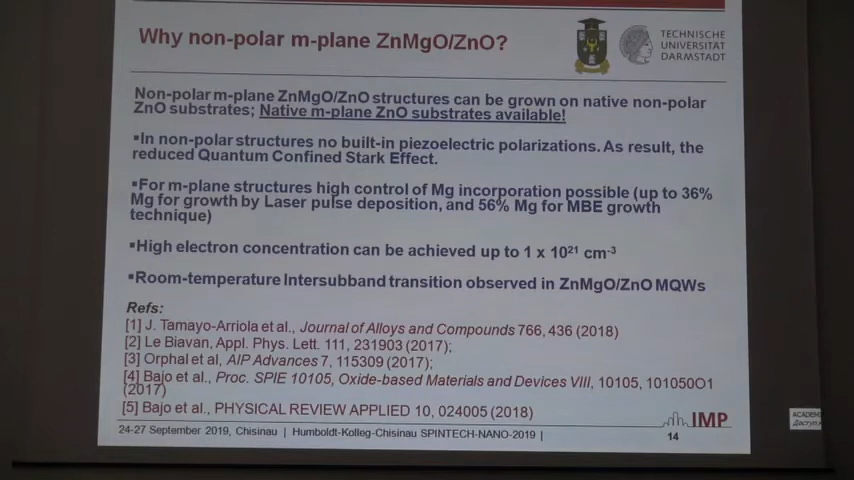 Why non-polar m-plane ZnMgO/ZnO?
TECHNISCHE
UNIVERSITÄT
DARMSTADT
Non-polar m-plane ZnMgO/ZnO structures can be grown on native non-polar
ZnO substrates; Native m-plane ZnO substrates available!
▪In non-polar structures no built-in piezoelectric polarizations. As result, the
reduced Quantum Confined Stark Effect.
▪For m-plane structures high control of Mg incorporation possible (up to 36%
Mg for growth by Laser pulse deposition, and 56% Mg for MBE growth
technique)
▪High electron concentration can be achieved up to 1 x 10²¹ cm⁻³
▪Room-temperature Intersubband transition observed in ZnMgO/ZnO MQWs
Refs:
[1] J. Tamayo-Arriola et al., Journal of Alloys and Compounds 766, 436 (2018)
[2] Le Biavan, Appl. Phys. Lett. 111, 231903 (2017);
[3] Orphal et al, AIP Advances 7, 115309 (2017);
[4] Bajo et al., Proc. SPIE 10105, Oxide-based Materials and Devices VIII, 10105, 101050O1
(2017)
[5] Bajo et al., PHYSICAL REVIEW APPLIED 10, 024005 (2018)
IMP
24-27 September 2019, Chisinau | Humboldt-Kolleg-Chisinau SPINTECH-NANO-2019 |
14